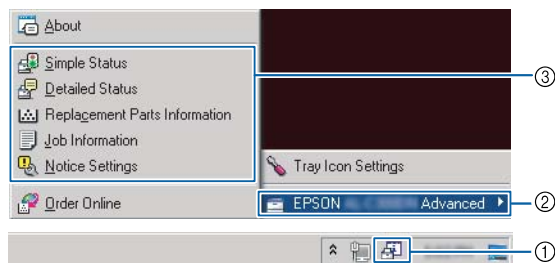 About
Simple Status
Detailed Status
Replacement Parts Information
Job Information
Notice Settings
Order Online
Tray Icon Settings
EPSON Advanced
③
②
①